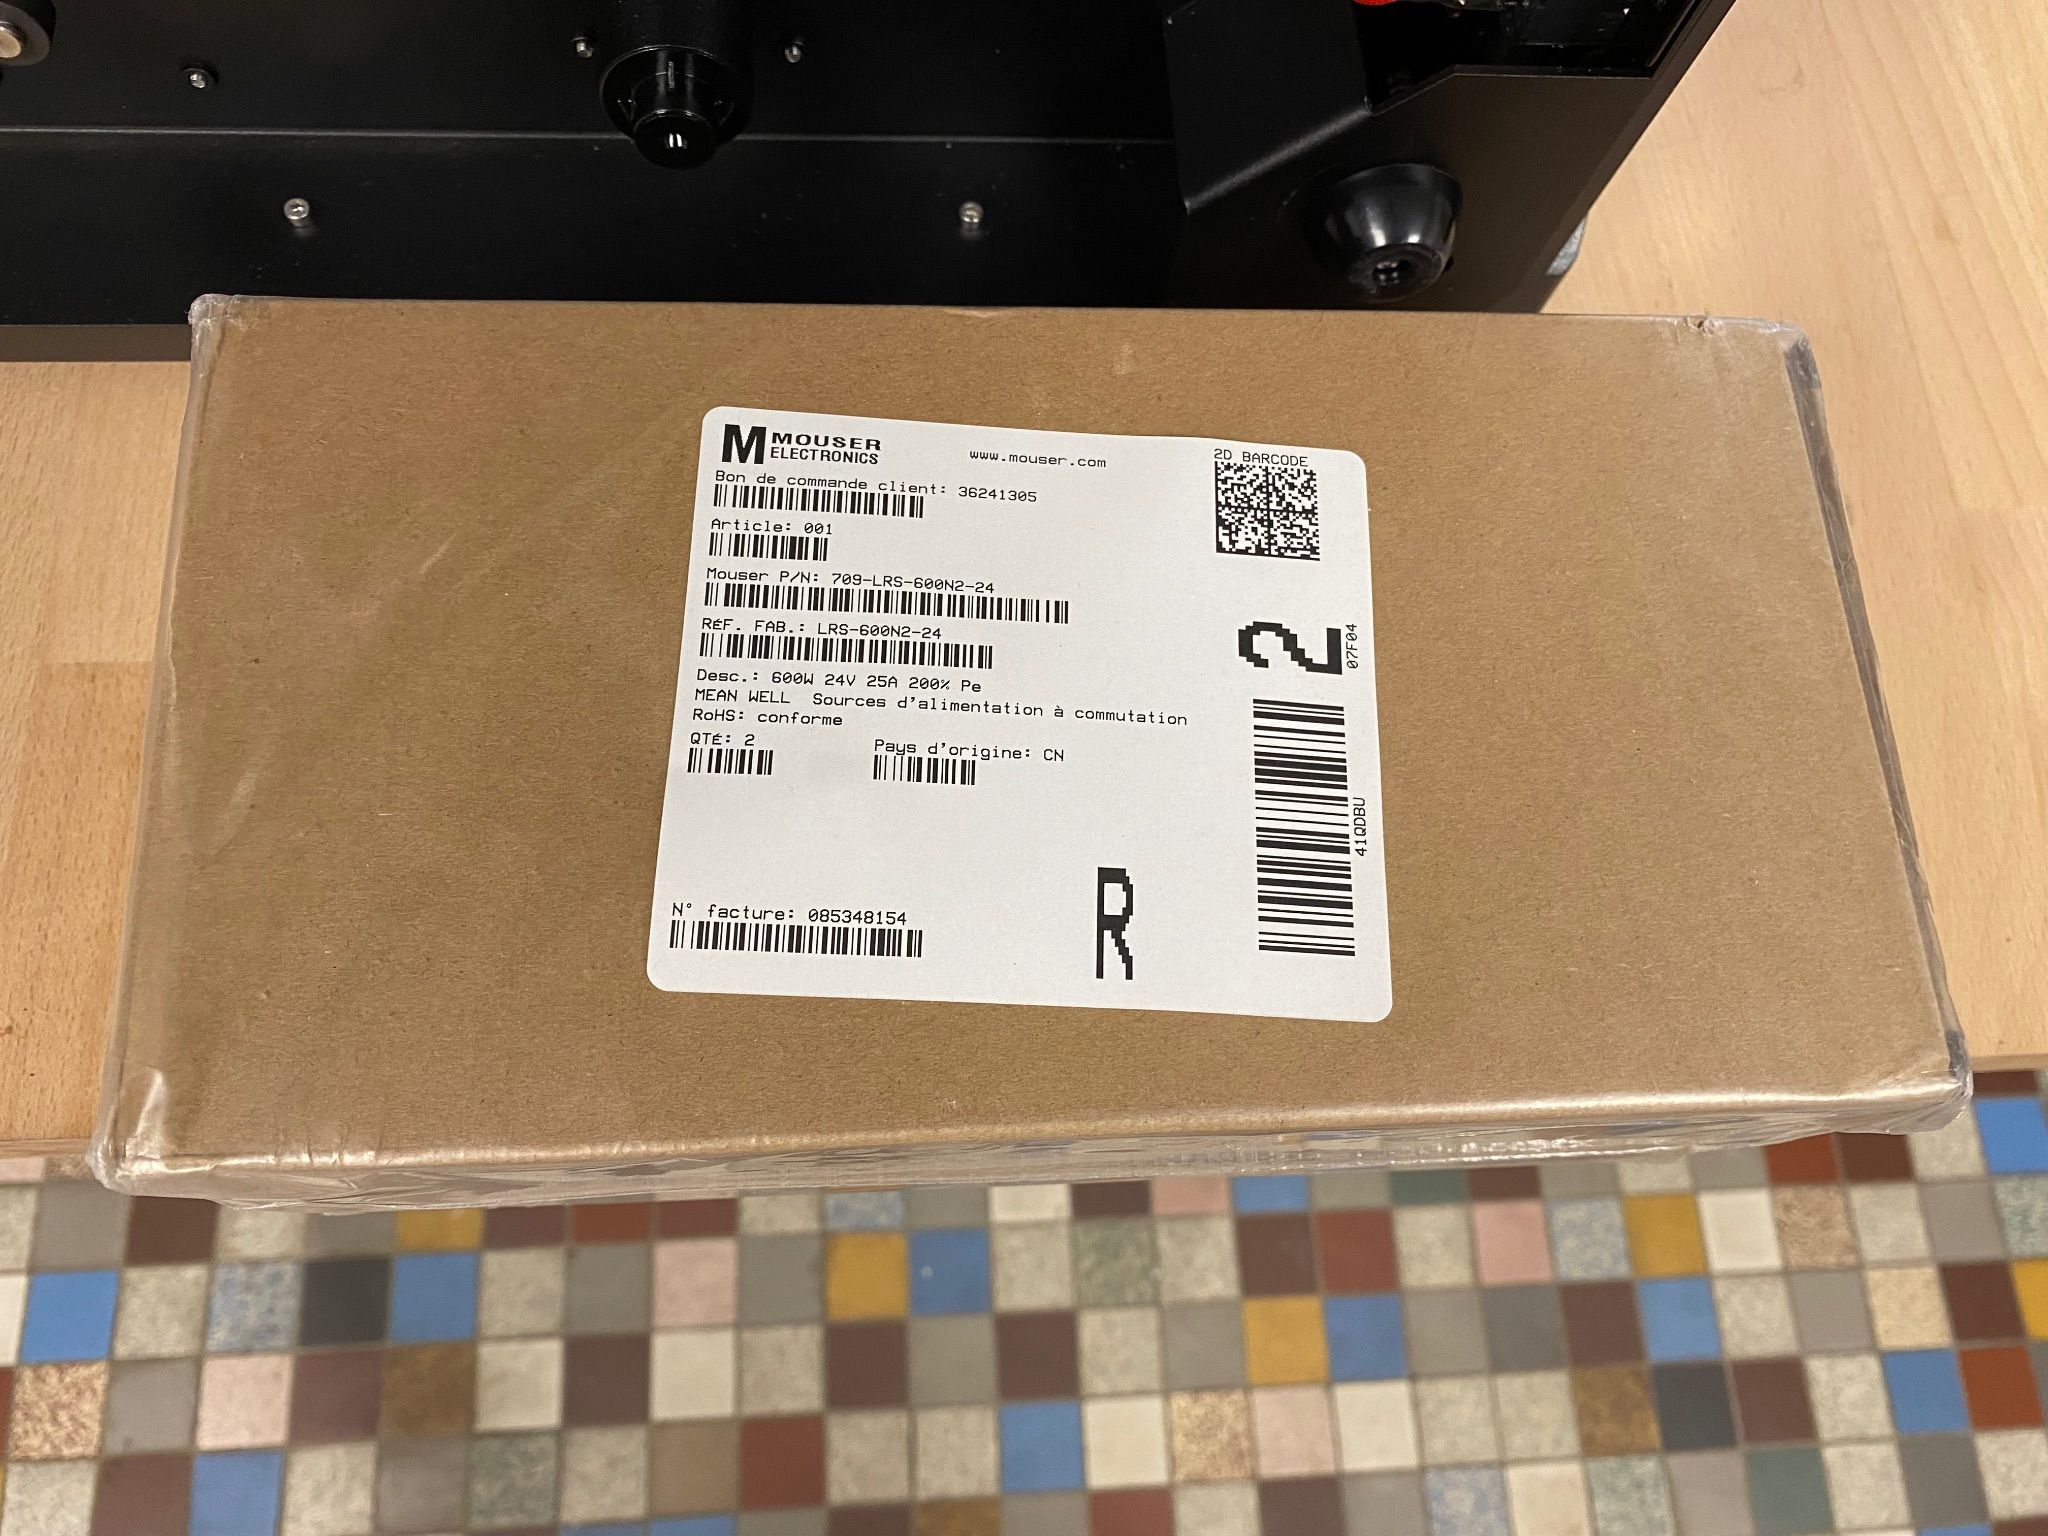 M MOUSER
ELECTRONICS
www.mouser.com
2D BARCODE
Bon de commande client: 36241305
Article: 001
Mouser P/N: 709-LRS-600N2-24
RÉF. FAB.: LRS-600N2-24
Desc.: 600W 24V 25A 200% Pe
MEAN WELL Sources d'alimentation à commutation
RoHS: conforme
QTÉ: 2
Pays d'origine: CN
N° facture: 085348154
R
2
07F04
41QDBU